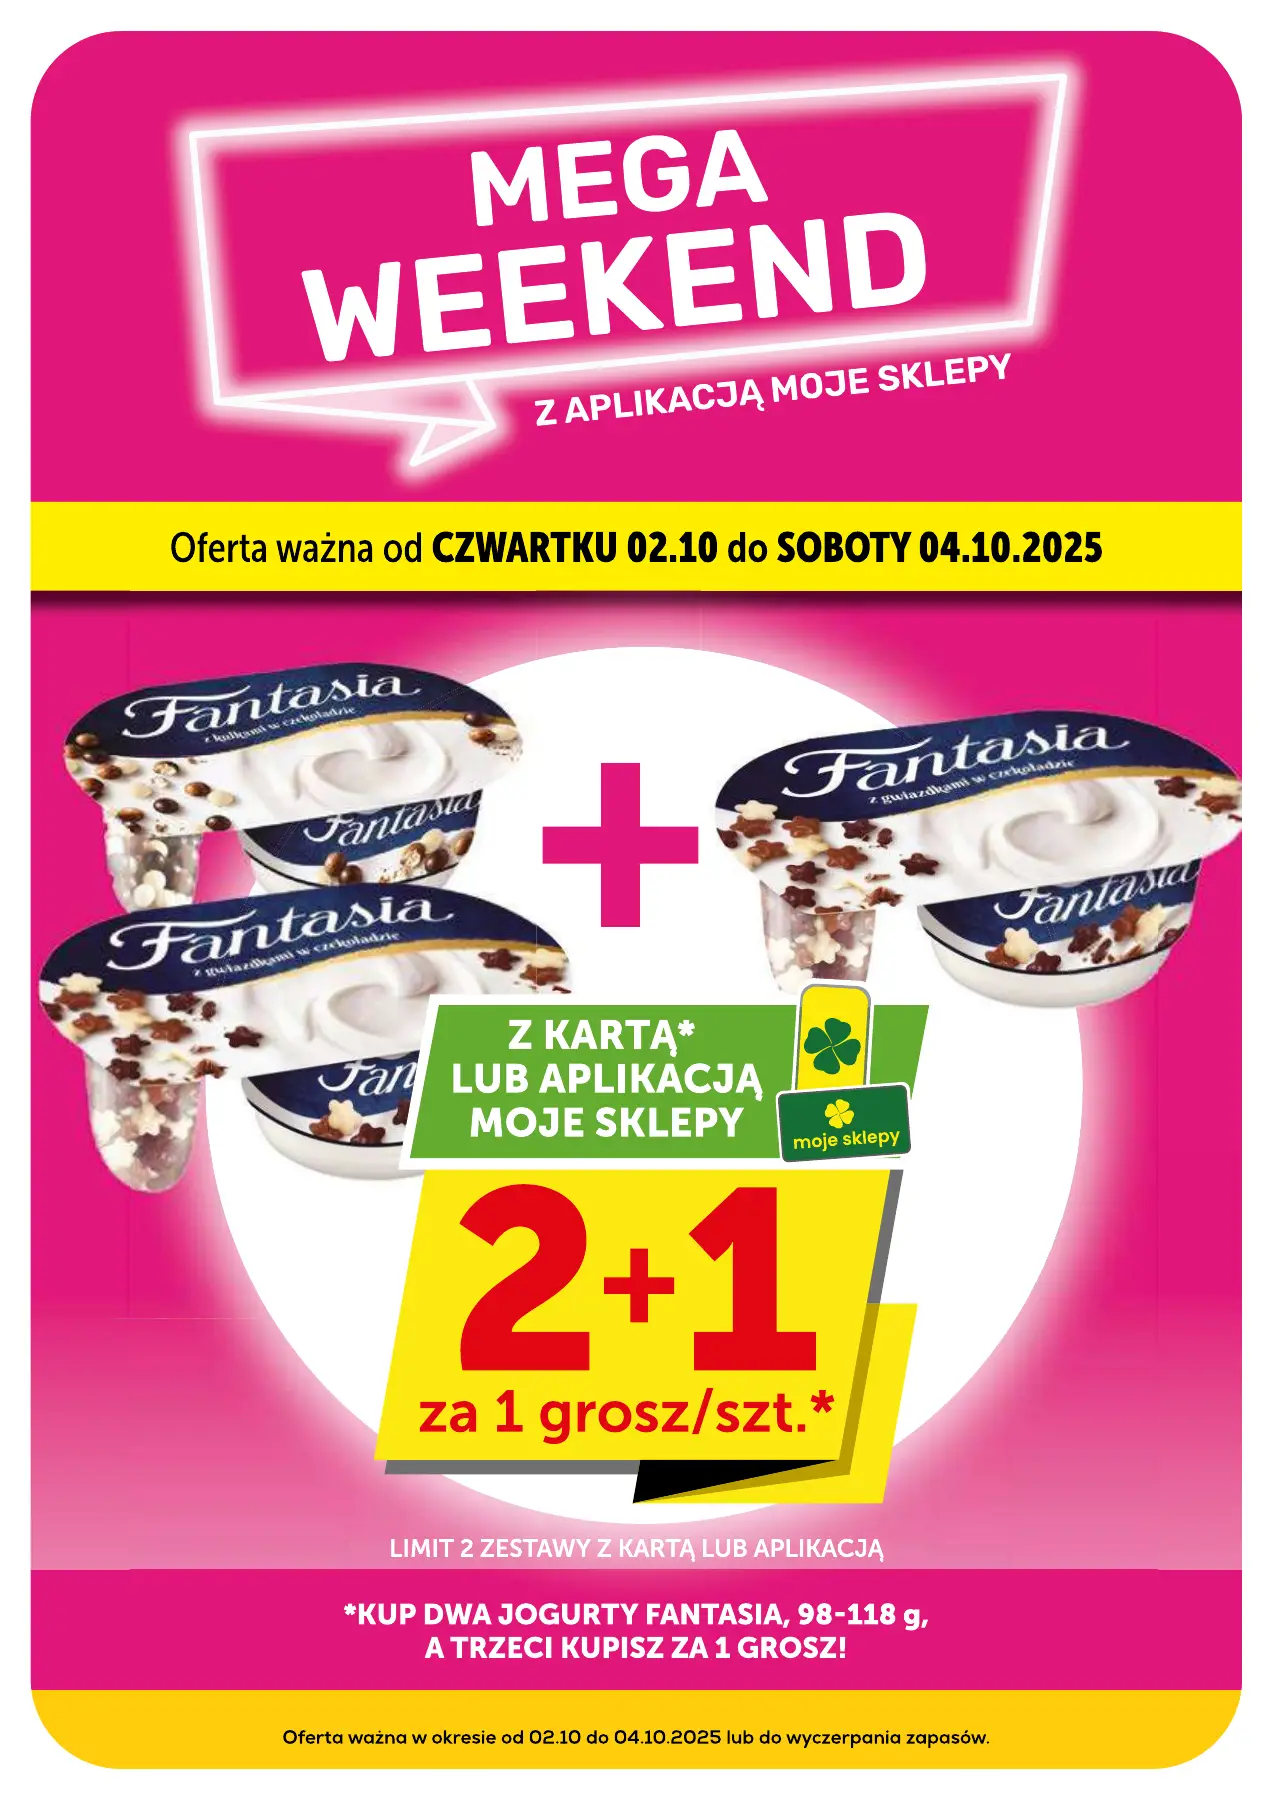 MEGA
WEEKEND
Z APLIKACJĄ MOJE SKLEPY
Oferta ważna od CZWARTKU 02.10 do SOBOTY 04.10.2025
Fantasia
z kulkami w czekoladzie
Fantasia
+
Fantasia
z gwiazdkami w czekoladzie
Fantasia
Fantasia
z gwiazdkami w czekoladzie
Fan
Z KARTĄ*
LUB APLIKACJĄ
MOJE SKLEPY
moje sklepy
2+1
za 1 grosz/szt.*
LIMIT 2 ZESTAWY Z KARTĄ LUB APLIKACJĄ
*KUP DWA JOGURTY FANTASIA, 98-118 g,
A TRZECI KUPISZ ZA 1 GROSZ!
Oferta ważna w okresie od 02.10 do 04.10.2025 lub do wyczerpania zapasów.